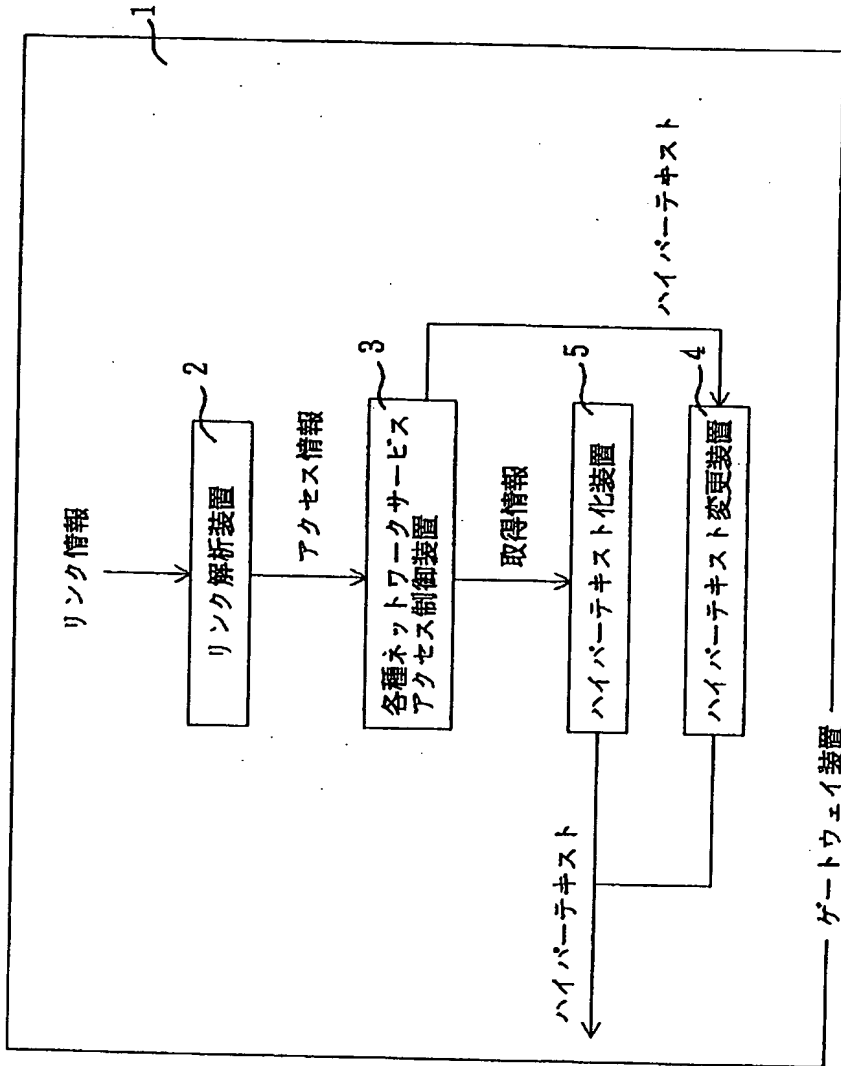 1
リンク情報
2
リンク解析装置
アクセス情報
3
各種ネットワークサービス
アクセス制御装置
ハイパーテキスト
取得情報
5
ハイパーテキスト化装置
4
ハイパーテキスト変更装置
ハイパーテキスト
ゲートウェイ装置